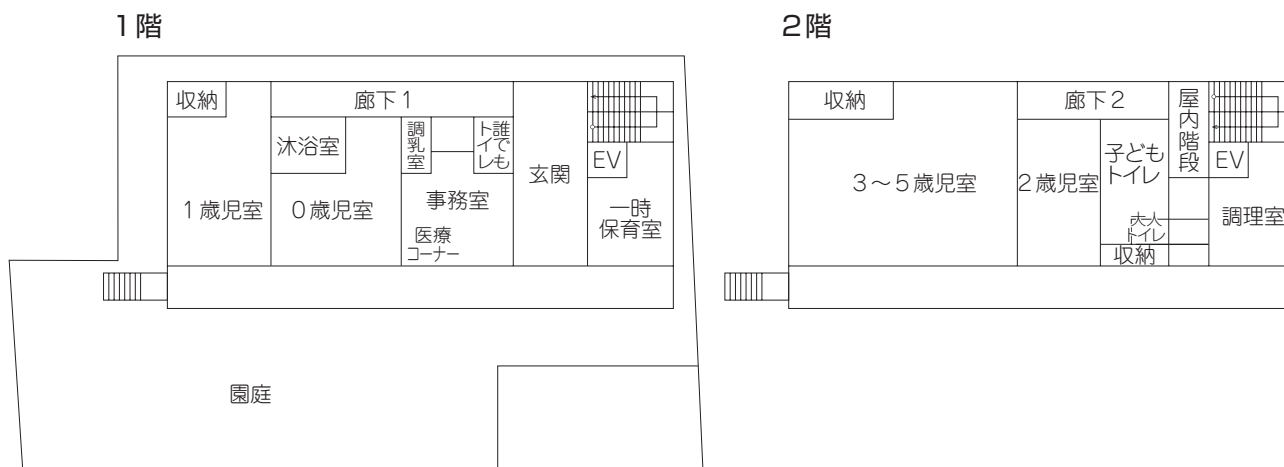 1階
収納
廊下1
沐浴室
調乳室
誰でも
トイレ
玄関
EV
1歳児室
0歳児室
事務室
医療
コーナー
一時
保育室
園庭
2階
収納
廊下2
屋内階段
子ども
トイレ
EV
3～5歳児室
2歳児室
大人
トイレ
収納
調理室